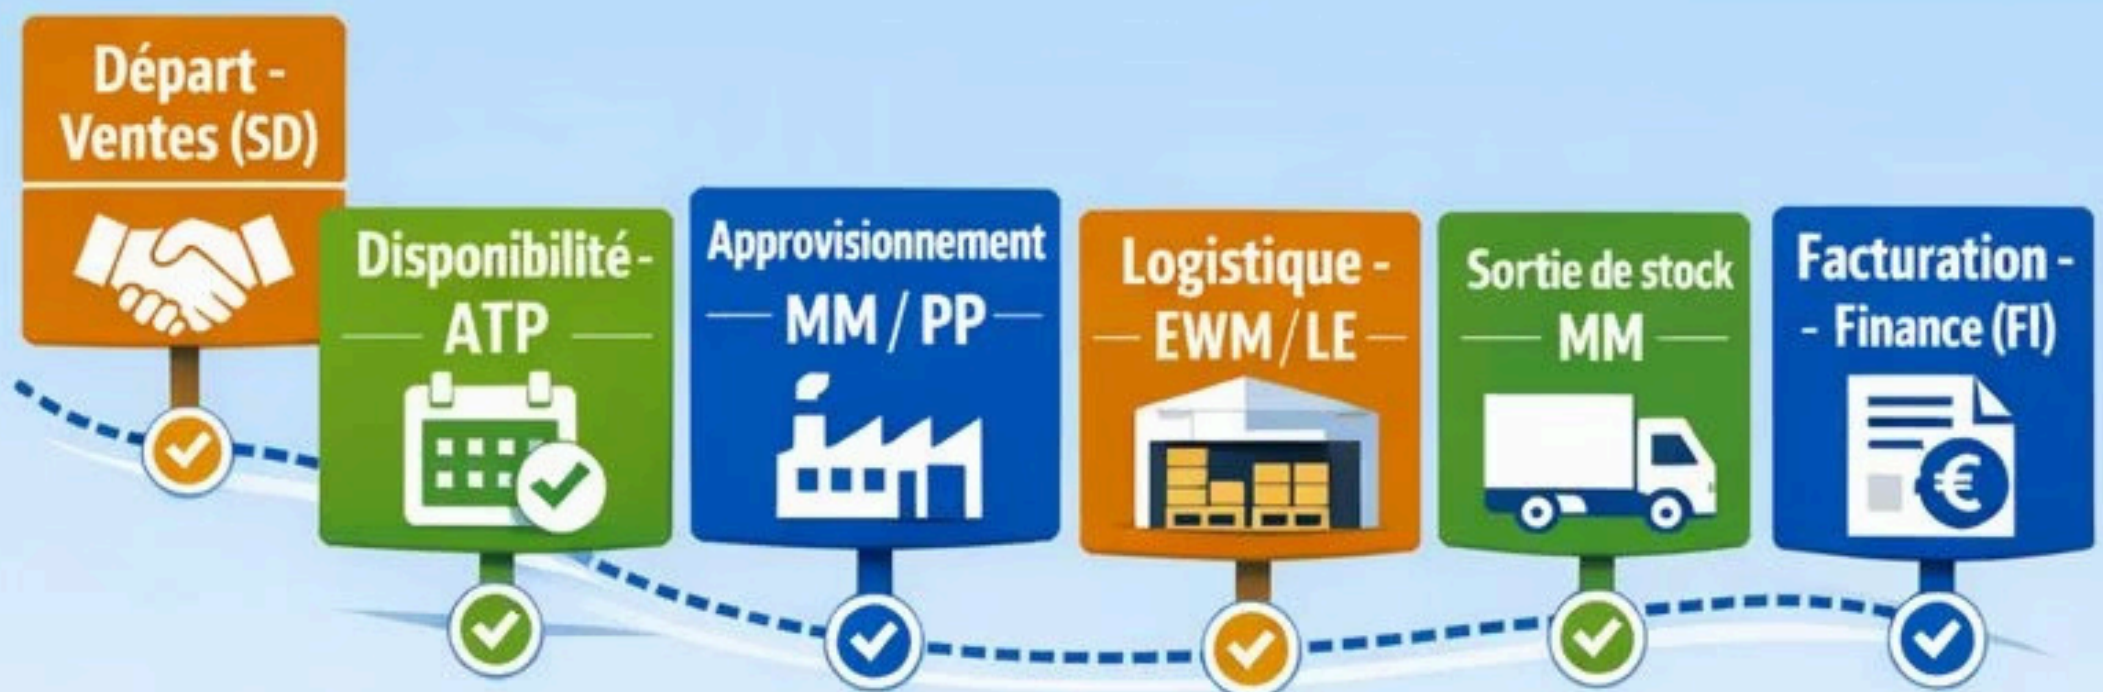 Départ -
Ventes (SD)
Disponibilité -
ATP
Approvisionnement
MM / PP
Logistique -
EWM / LE
Sortie de stock
MM
Facturation -
- Finance (FI)
€